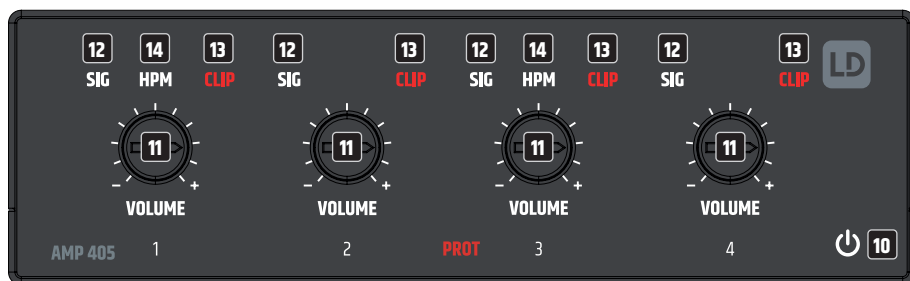 12 14 13 12 13 12 14 13 12 13
SIG HPM CLIP SIG CLIP SIG HPM CLIP SIG CLIP LD
11 11 11 11
- + - + - + - +
VOLUME VOLUME VOLUME VOLUME
AMP 405 1 2 PROT 3 4 10